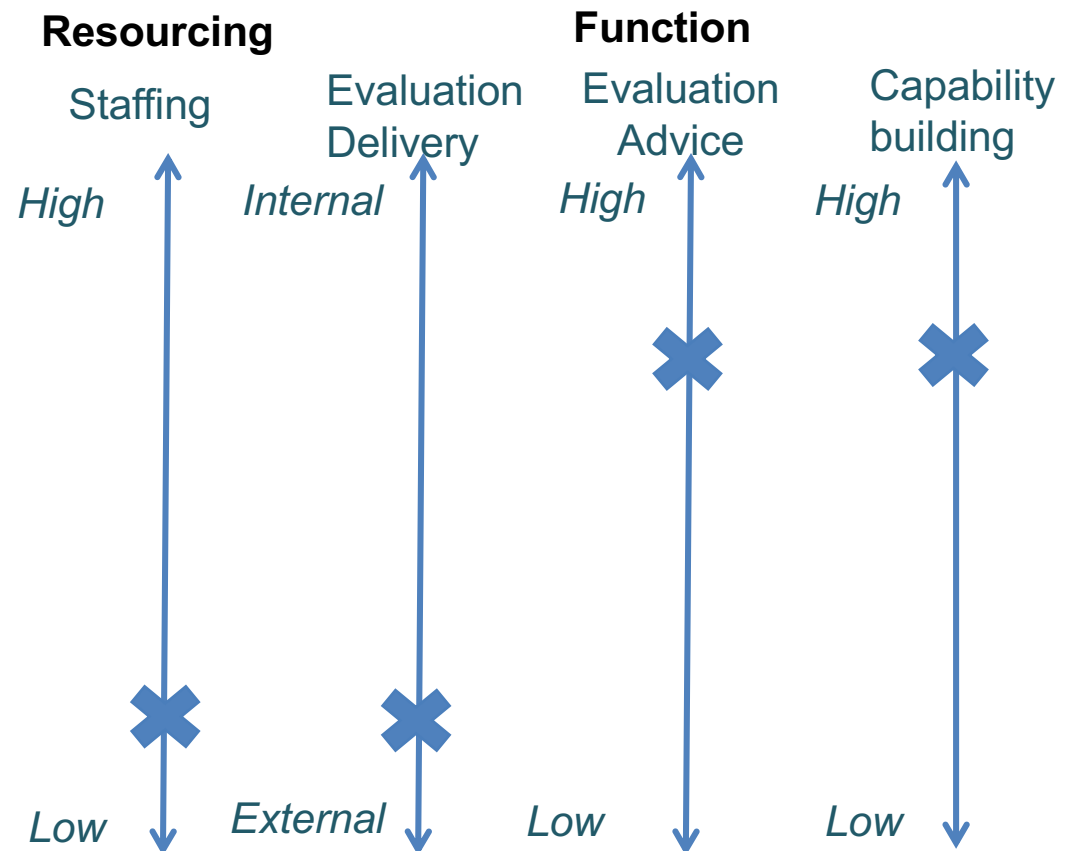 Resourcing
Function
Staffing
Evaluation
Delivery
Evaluation
Advice
Capability
building
High
Internal
High
High
Low
External
Low
Low